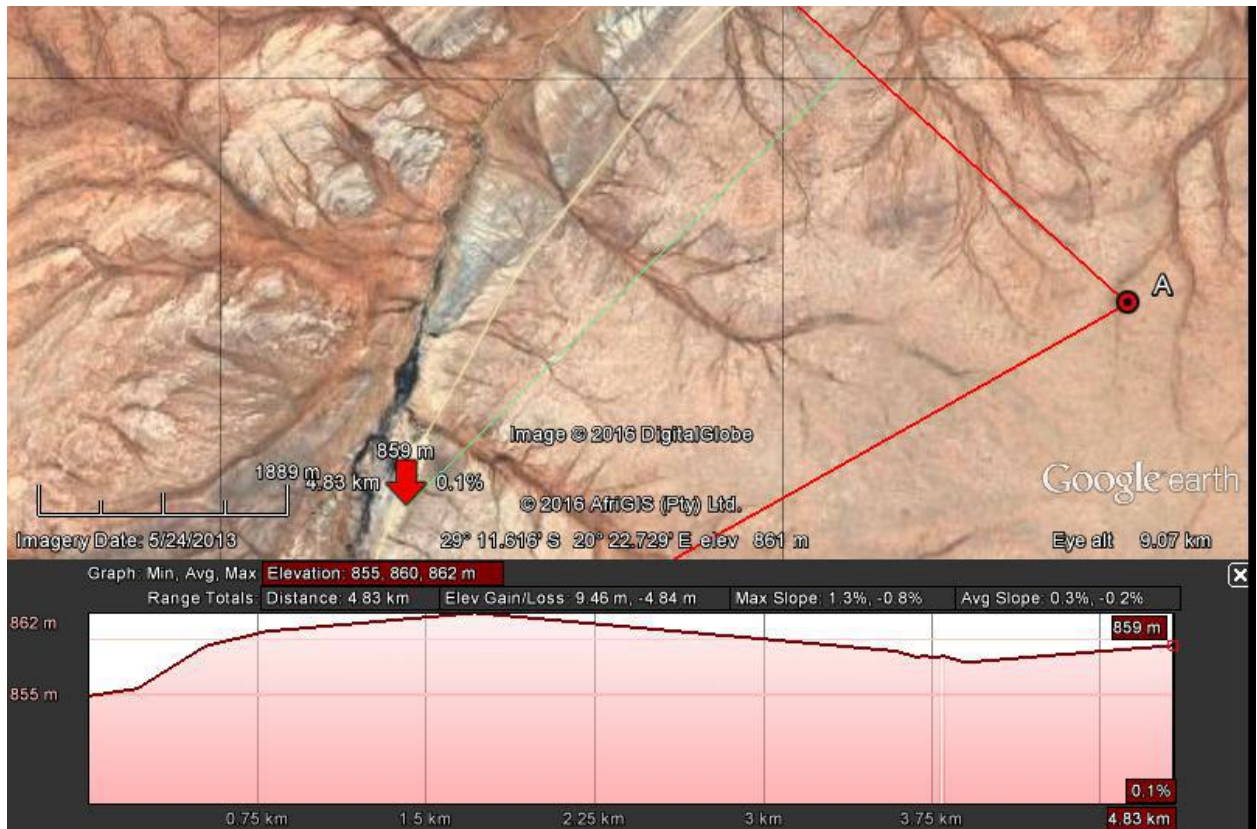 A
Image © 2016 DigitalGlobe
859 m
1889 m
4.83 km
0.1%
Google earth
© 2016 AfriGIS (Pty) Ltd.
Imagery Date: 5/24/2013
29° 11.616' S 20° 22.729' E elev 861 m
Eye alt 9.07 km
Graph: Min, Avg, Max Elevation: 855, 860, 862 m
Range Totals: Distance: 4.83 km Elev Gain/Loss: 9.46 m, -4.84 m Max Slope: 1.3%, -0.8% Avg Slope: 0.3%, -0.2%
862 m
859 m
855 m
0.1%
0.75 km 1.5 km 2.25 km 3 km 3.75 km 4.83 km